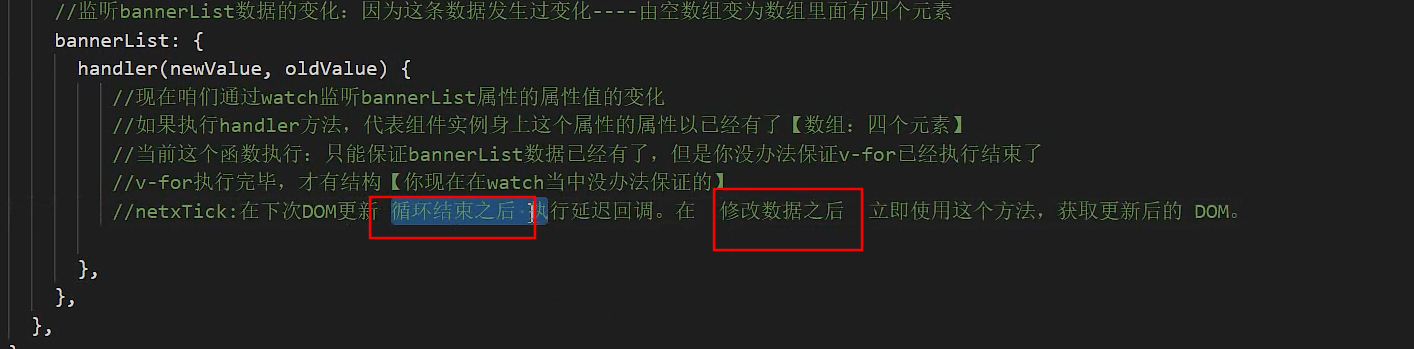 //监听bannerList数据的变化：因为这条数据发生过变化----由空数组变为数组里面有四个元素
bannerList: {
handler(newValue, oldValue) {
//现在咱们通过watch监听bannerList属性的属性值的变化
//如果执行handler方法，代表组件实例身上这个属性的属性以已经有了【数组：四个元素】
//当前这个函数执行：只能保证bannerList数据已经有了，但是你没办法保证v-for已经执行结束了
//v-for执行完毕，才有结构【你现在在watch当中没办法保证的】
//netxTick:在下次DOM更新 循环结束之后 执行延迟回调。在 修改数据之后 立即使用这个方法，获取更新后的 DOM。
},
},
},